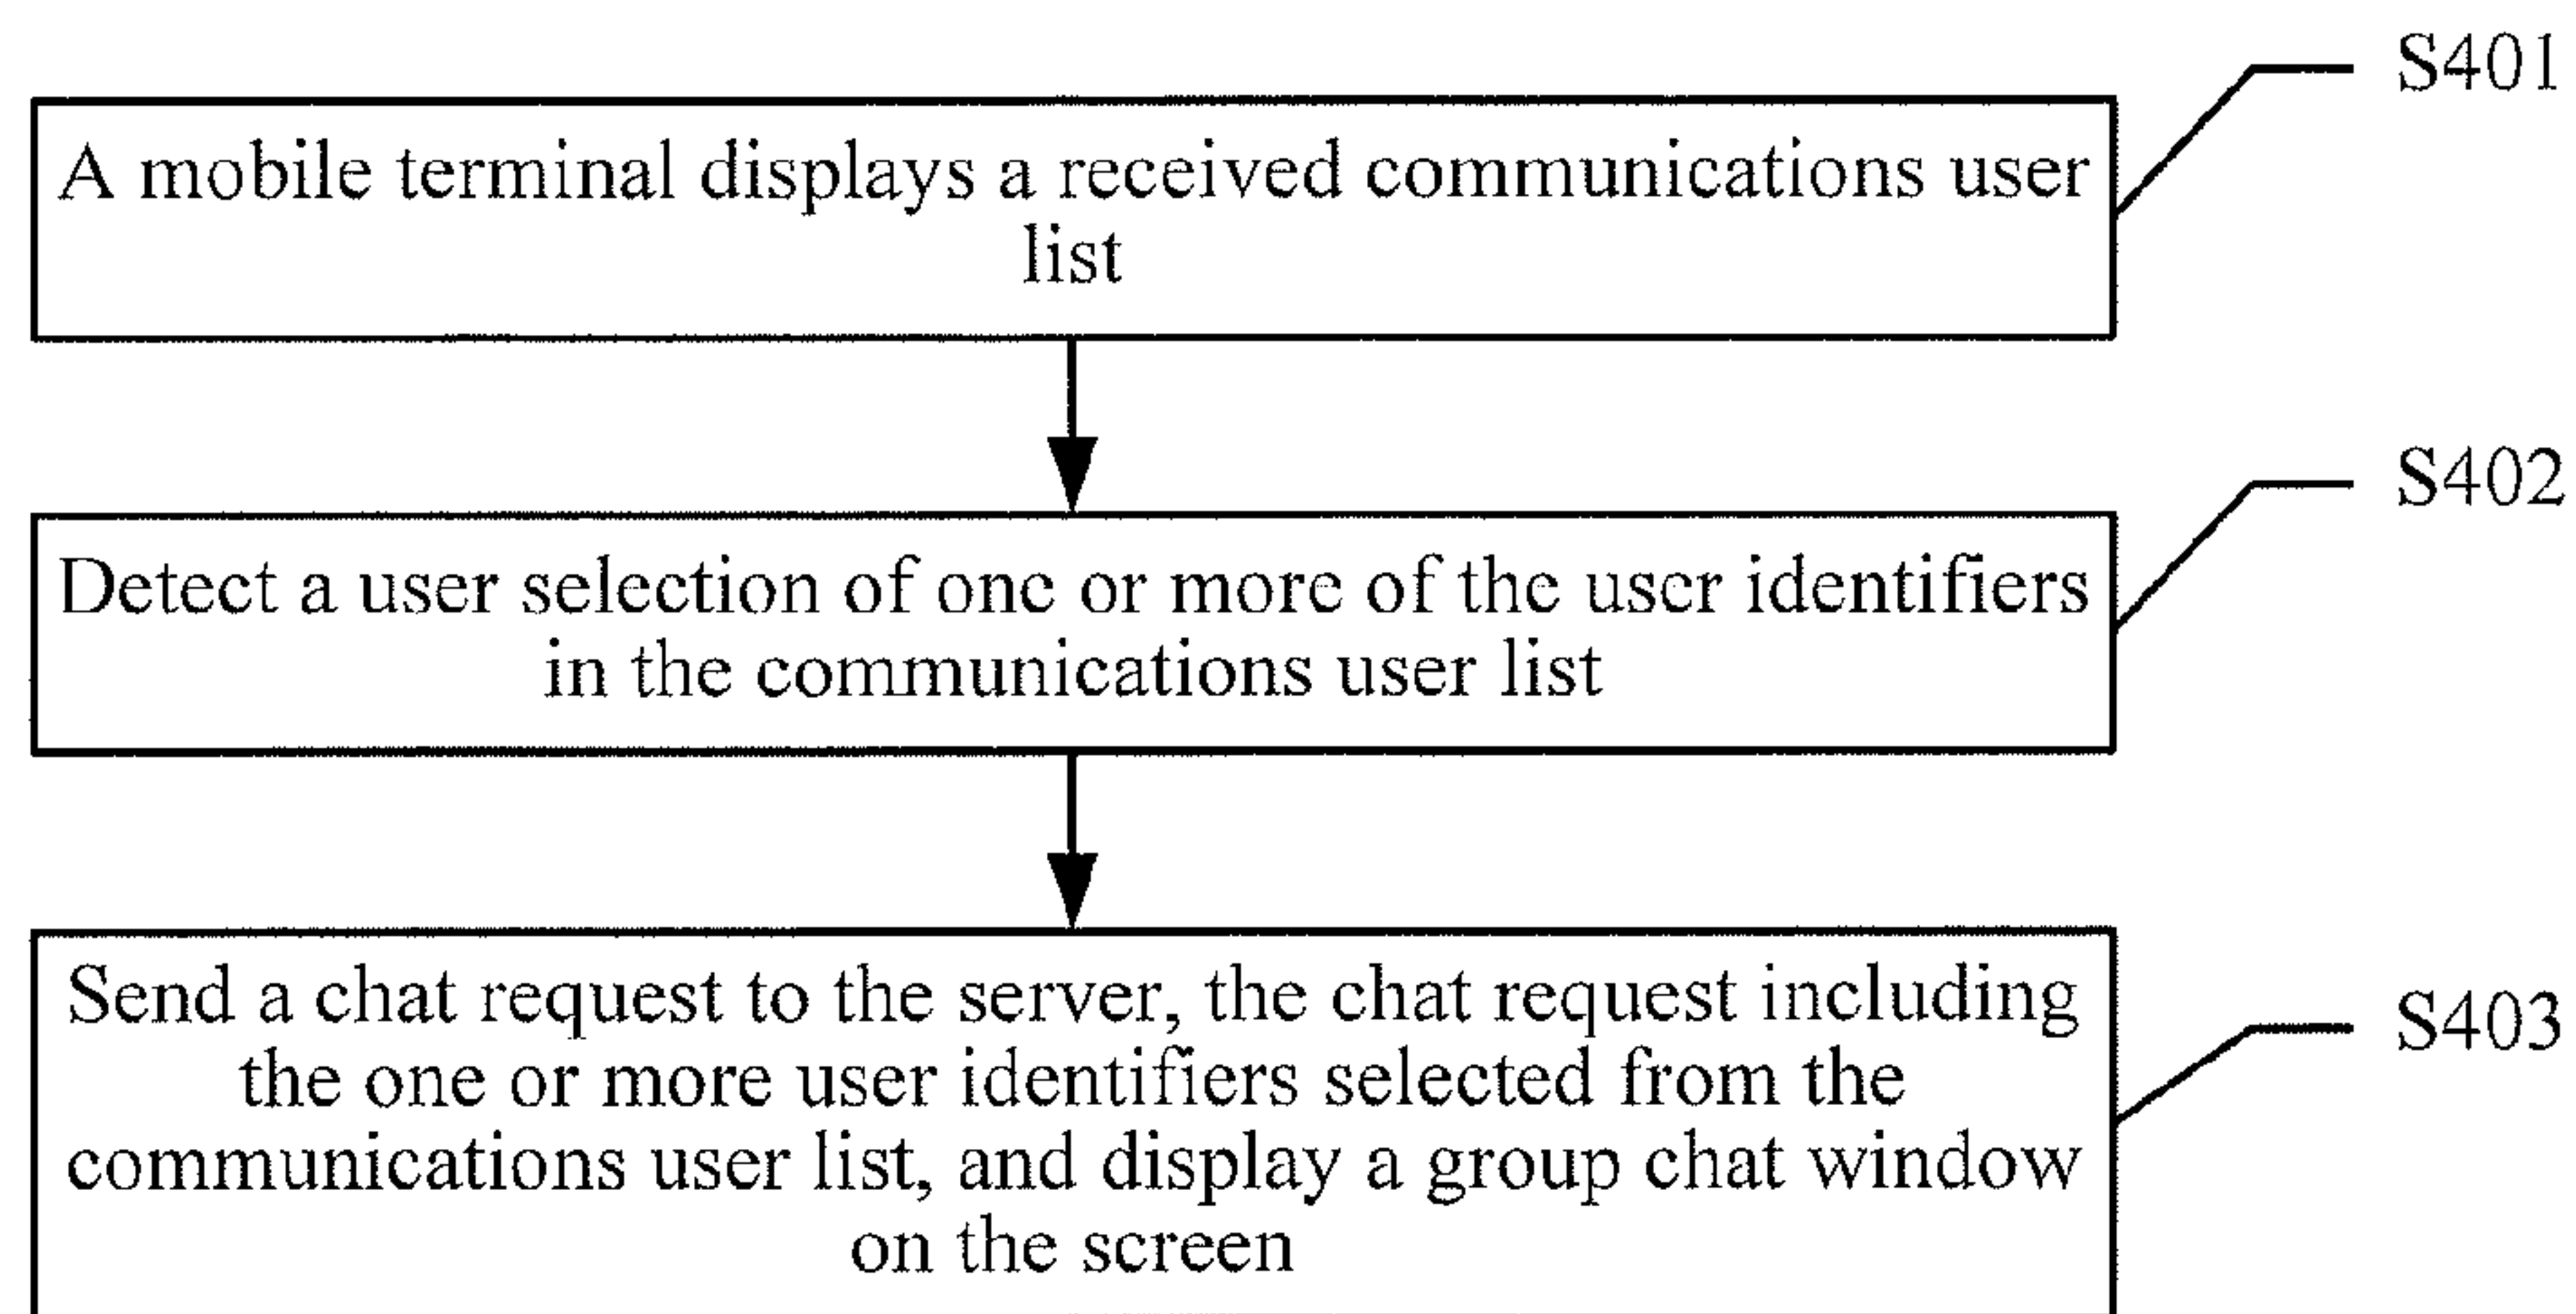 S401
A mobile terminal displays a received communications user
list
S402
Detect a user selection of one or more of the user identifiers
in the communications user list
Send a chat request to the server, the chat request including
S403
the one or more user identifiers selected from the
communications user list, and display a group chat window
on the screen